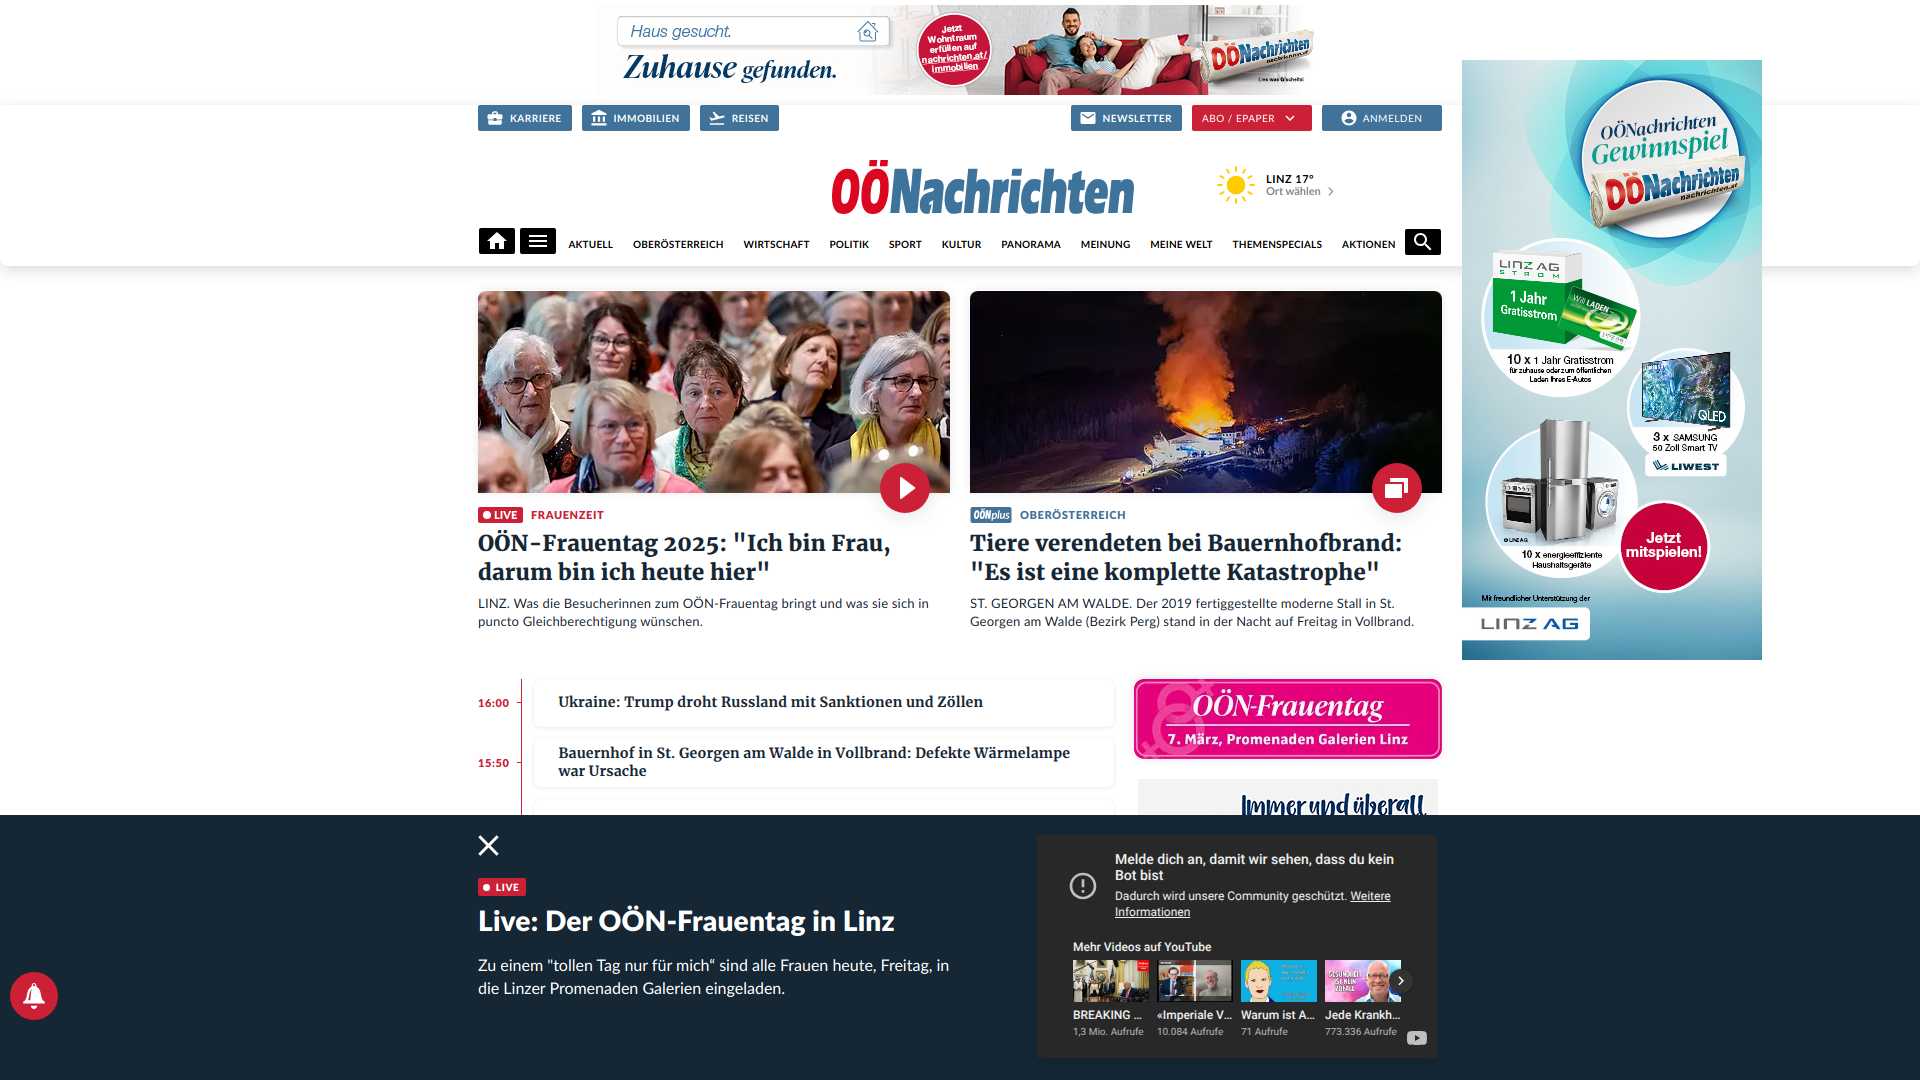 Haus gesucht.
Zuhause gefunden.
Jetzt
Wohntraum
erfüllen auf
nachrichten.at/
immobilien
OÖNachrichten
KARRIERE
IMMOBILIEN
REISEN
NEWSLETTER
ABO / EPAPER
ANMELDEN
OÖNachrichten
LINZ 17°
Ort wählen
AKTUELL
OBERÖSTERREICH
WIRTSCHAFT
POLITIK
SPORT
KULTUR
PANORAMA
MEINUNG
MEINE WELT
THEMENSPECIALS
AKTIONEN
OÖNachrichten
Gewinnspiel
OÖNachrichten
nachrichten.at
LINZ AG
STROM
1 Jahr
Gratisstrom
Will LADEN
10 x 1 Jahr Gratisstrom
für zuhause oder zum öffentlichen
Laden Ihres E-Autos
QLED
3 x SAMSUNG
50 Zoll Smart TV
LIWEST
©LINZ AG
10 x energieeffiziente
Haushaltsgeräte
Jetzt
mitspielen!
Mit freundlicher Unterstützung der
LINZ AG
LIVE FRAUENZEIT
OÖN-Frauentag 2025: "Ich bin Frau,
darum bin ich heute hier"
LINZ. Was die Besucherinnen zum OÖN-Frauentag bringt und was sie sich in
puncto Gleichberechtigung wünschen.
OÖNplus OBERÖSTERREICH
Tiere verendeten bei Bauernhofbrand:
"Es ist eine komplette Katastrophe"
ST. GEORGEN AM WALDE. Der 2019 fertiggestellte moderne Stall in St.
Georgen am Walde (Bezirk Perg) stand in der Nacht auf Freitag in Vollbrand.
16:00
Ukraine: Trump droht Russland mit Sanktionen und Zöllen
15:50
Bauernhof in St. Georgen am Walde in Vollbrand: Defekte Wärmelampe
war Ursache
OÖN-Frauentag
7. März, Promenaden Galerien Linz
Immer und überall
LIVE
Live: Der OÖN-Frauentag in Linz
Zu einem "tollen Tag nur für mich“ sind alle Frauen heute, Freitag, in
die Linzer Promenaden Galerien eingeladen.
Melde dich an, damit wir sehen, dass du kein
Bot bist
Dadurch wird unsere Community geschützt. Weitere
Informationen
Mehr Videos auf YouTube
GESUNDHEIT
IST KEIN
ZUFALL
BREAKING ...
«Imperiale V...
Warum ist A...
Jede Krankh...
1,3 Mio. Aufrufe
10.084 Aufrufe
71 Aufrufe
773.336 Aufrufe